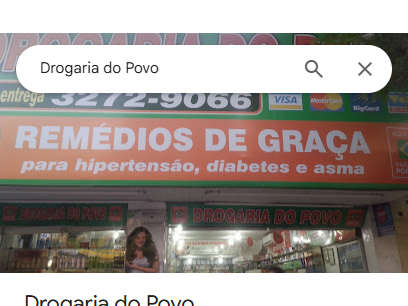 DROGARIA DO P
Drogaria do Povo
entrega 3272-9066
VISA MasterCard BigCard
REMÉDIOS DE GRAÇA
para hipertensão, diabetes e asma
DROGARIA DO POVO DROGARIA DO POVO
Drogaria do Povo